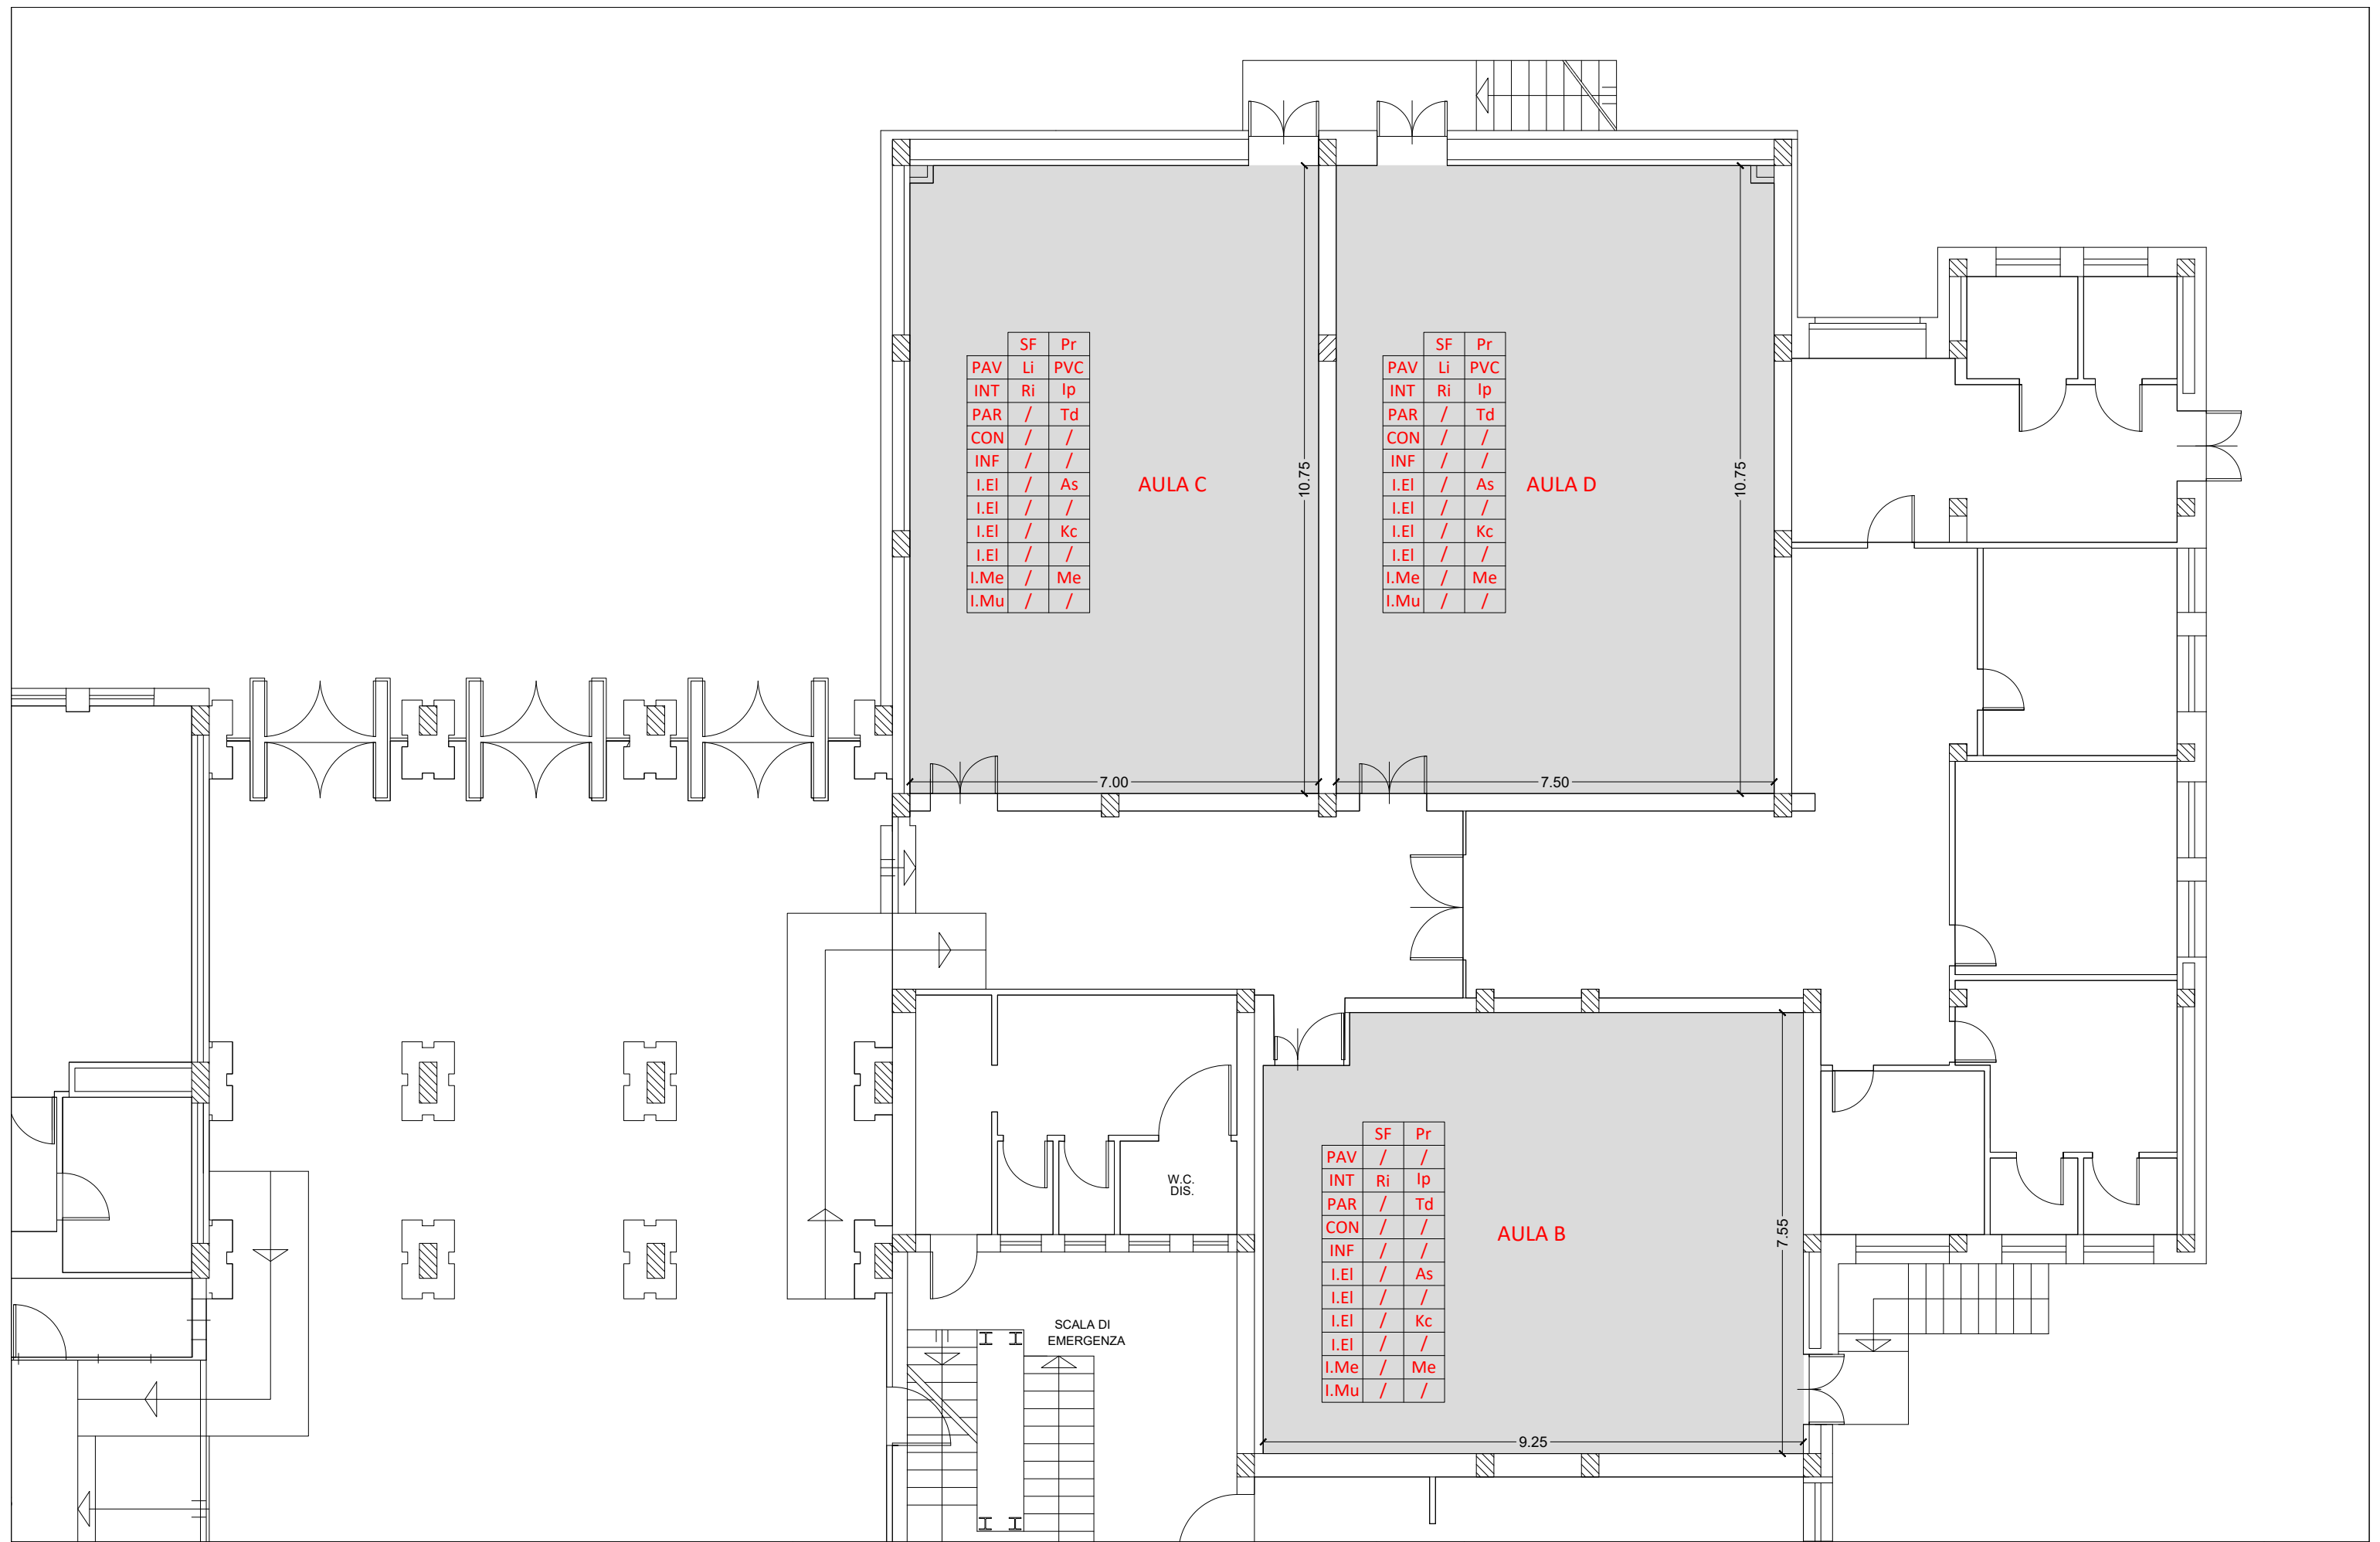 SF Pr
PAV Li PVC
INT Ri Ip
PAR / Td
CON / /
INF / /
I.El / As
I.El / /
I.El / Kc
I.El / /
I.Me / Me
I.Mu / /
AULA C
10.75
7.00
SF Pr
PAV Li PVC
INT Ri Ip
PAR / Td
CON / /
INF / /
I.El / As
I.El / /
I.El / Kc
I.El / /
I.Me / Me
I.Mu / /
AULA D
10.75
7.50
W.C.
DIS.
SCALA DI
EMERGENZA
SF Pr
PAV / /
INT Ri Ip
PAR / Td
CON / /
INF / /
I.El / As
I.El / /
I.El / Kc
I.El / /
I.Me / Me
I.Mu / /
AULA B
7.55
9.25